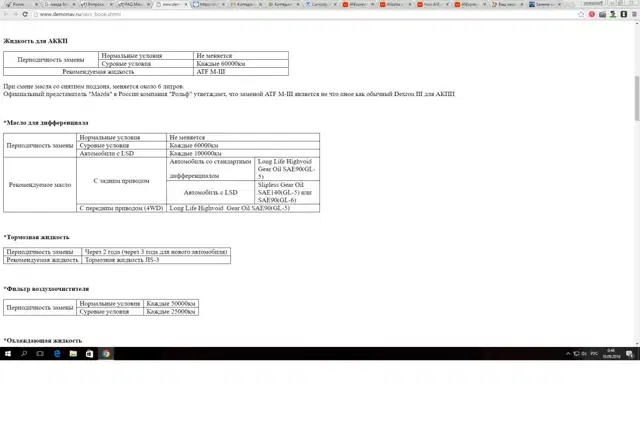 www.demonav.ru
Жидкость для АККП
Периодичность замены
Нормальные условия Не меняется
Суровые условия Каждые 60000км
Рекомендуемая жидкость ATF M-III
При смене масла со снятием поддона, меняется около 6 литров.
Официальный представитель "Mazda" в России компания "Рольф" утверждает, что заменой ATF M-III является не что иное как обычный Dexron III для АКПП
*Масло для дифференциала
Периодичность замены
Нормальные условия Не меняется
Суровые условия Каждые 60000км
Автомобили с LSD Каждые 100000км
Рекомендуемое масло
С задним приводом
Автомобиль со стандартным
дифференциалом
Long Life Highvoid
Gear Oil SAE90(GL-
5)
Автомобиль с LSD
Slipless Gear Oil
SAE140(GL-5) или
SAE90(GL-6)
С передним приводом (4WD) Long Life Highvoid Gear Oil SAE90(GL-5)
*Тормозная жидкость
Периодичность замены Через 2 года (через 3 года для нового автомобиля)
Рекомендуемая жидкость Тормозная жидкость JIS-3
*Фильтр воздухоочистителя
Периодичность замены
Нормальные условия Каждые 50000км
Суровые условия Каждые 25000км
*Охлаждающая жидкость
РУС